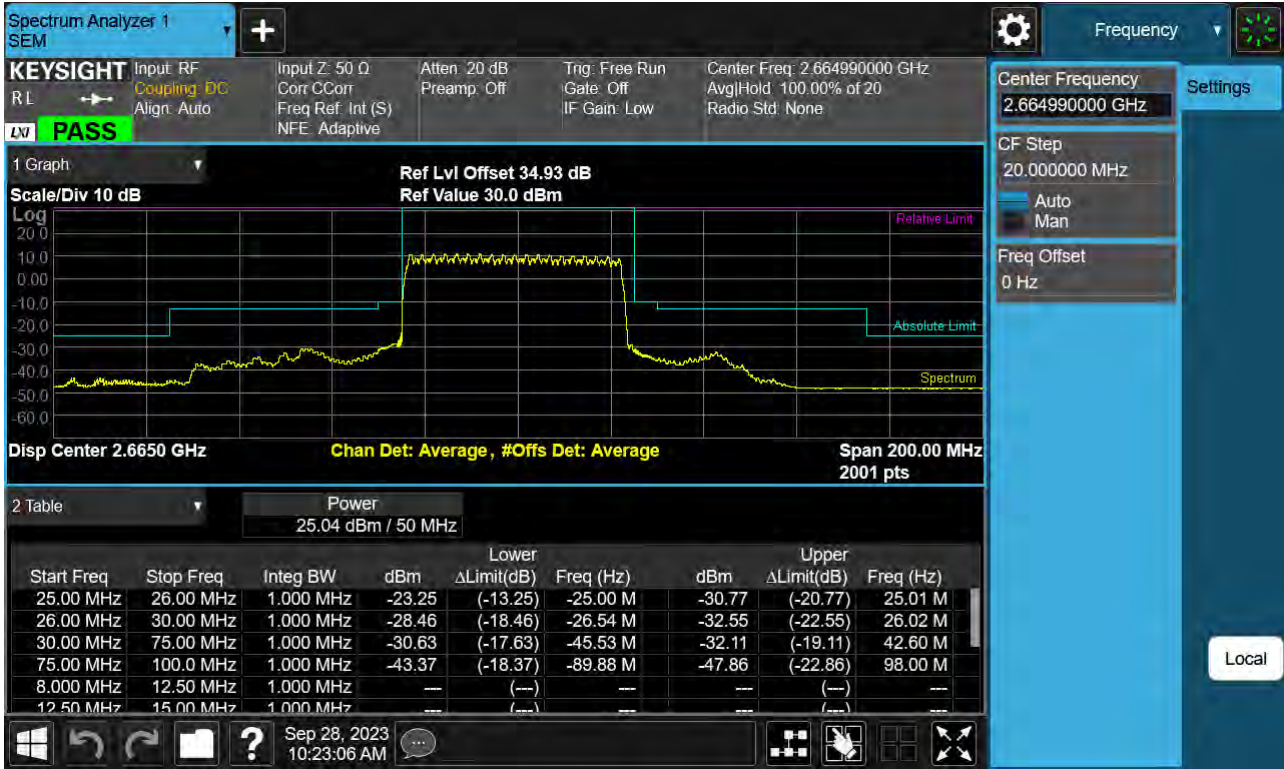 Spectrum Analyzer 1
SEM
Frequency
KEYSIGHT
R L
LXI
PASS
Input: RF
Coupling: DC
Align: Auto
Input Z: 50 Ω
Corr CCorr
Freq Ref: Int (S)
NFE: Adaptive
Atten: 20 dB
Preamp: Off
Trig: Free Run
Gate: Off
IF Gain: Low
Center Freq: 2.664990000 GHz
Avg|Hold: 100.00% of 20
Radio Std: None
Center Frequency
2.664990000 GHz
Settings
CF Step
20.000000 MHz
Auto
Man
Freq Offset
0 Hz
Local
1 Graph
Ref Lvl Offset 34.93 dB
Scale/Div 10 dB
Ref Value 30.0 dBm
Log
20.0
10.0
0.00
-10.0
-20.0
-30.0
-40.0
-50.0
-60.0
Relative Limit
Absolute Limit
Spectrum
Disp Center 2.6650 GHz
Chan Det: Average, #Offs Det: Average
Span 200.00 MHz
2001 pts
2 Table
Power
25.04 dBm / 50 MHz
Lower Upper
Start Freq Stop Freq Integ BW dBm ΔLimit(dB) Freq (Hz) dBm ΔLimit(dB) Freq (Hz)
25.00 MHz 26.00 MHz 1.000 MHz -23.25 (-13.25) -25.00 M -30.77 (-20.77) 25.01 M
26.00 MHz 30.00 MHz 1.000 MHz -28.46 (-18.46) -26.54 M -32.55 (-22.55) 26.02 M
30.00 MHz 75.00 MHz 1.000 MHz -30.63 (-17.63) -45.53 M -32.11 (-19.11) 42.60 M
75.00 MHz 100.0 MHz 1.000 MHz -43.37 (-18.37) -89.88 M -47.86 (-22.86) 98.00 M
8.000 MHz 12.50 MHz 1.000 MHz --- (---) --- --- (---) ---
12.50 MHz 15.00 MHz 1.000 MHz --- (---) --- --- (---) ---
Sep 28, 2023
10:23:06 AM